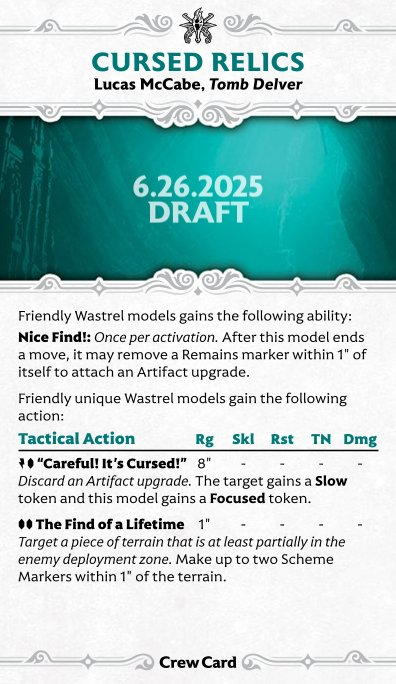 CURSED RELICS
Lucas McCabe, Tomb Delver
6.26.2025
DRAFT
Friendly Wastrel models gains the following ability:
Nice Find!: Once per activation. After this model ends
a move, it may remove a Remains marker within 1" of
itself to attach an Artifact upgrade.
Friendly unique Wastrel models gain the following
action:
Tactical Action Rg Skl Rst TN Dmg
“Careful! It’s Cursed!” 8" - - - -
Discard an Artifact upgrade. The target gains a Slow
token and this model gains a Focused token.
The Find of a Lifetime 1" - - - -
Target a piece of terrain that is at least partially in the
enemy deployment zone. Make up to two Scheme
Markers within 1" of the terrain.
Crew Card